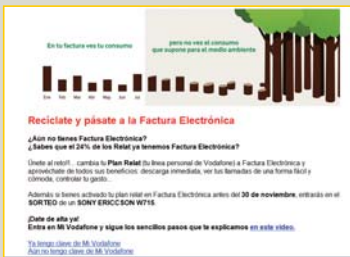 En tu factura ves tu consumo
pero no ves el consumo
que supone para el medio ambiente
Ene Feb Mar Abr May Jun Jul
Recíclate y pásate a la Factura Electrónica
¿Aún no tienes Factura Electrónica?
¿Sabes que el 24% de los Relat ya tenemos Factura Electrónica?
Únete al reto!!... cambia tu Plan Relat (tu línea personal de Vodafone) a Factura Electrónica y
aprovéchate de todos sus beneficios: descarga inmediata, ver tus llamadas de una forma fácil y
cómoda, controlar tu gasto...
Además si tienes activado tu plan relat en Factura Electrónica antes del 30 de noviembre, entrarás en el
SORTEO de un SONY ERICCSON W715.
¡Date de alta ya!
Entra en Mi Vodafone y sigue los sencillos pasos que te explicamos en este vídeo.
Ya tengo clave de Mi Vodafone
Aún no tengo clave de Mi Vodafone